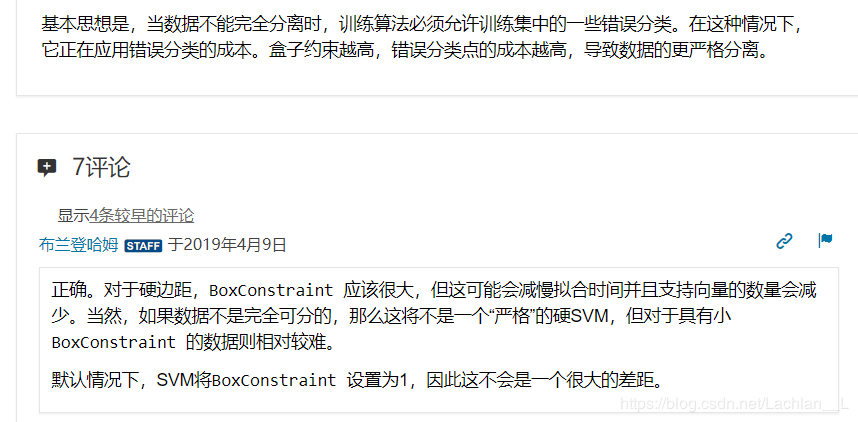 基本思想是，当数据不能完全分离时，训练算法必须允许训练集中的一些错误分类。在这种情况下，
它正在应用错误分类的成本。盒子约束越高，错误分类点的成本越高，导致数据的更严格分离。
7评论
显示4条较早的评论
布兰登哈姆 STAFF 于2019年4月9日
正确。对于硬边距，BoxConstraint 应该很大，但这可能会减慢拟合时间并且支持向量的数量会减
少。当然，如果数据不是完全可分的，那么这将不是一个“严格”的硬SVM，但对于具有小
BoxConstraint 的数据则相对较难。
默认情况下，SVM将BoxConstraint 设置为1，因此这不会是一个很大的差距。
https://blog.csdn.net/Lachlan__L